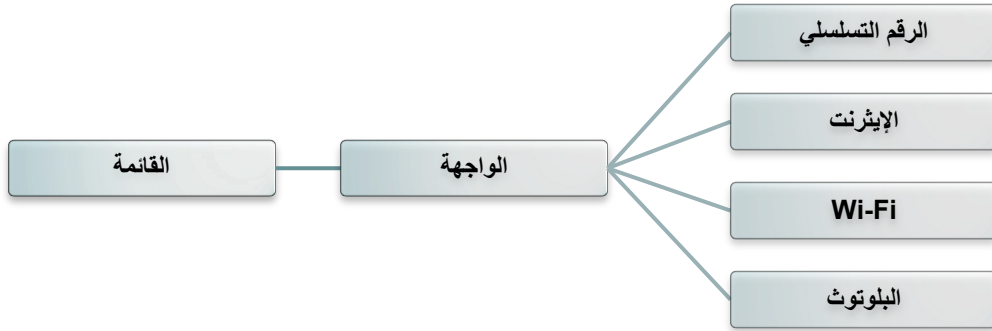 القائمة
الواجهة
الرقم التسلسلي
الإيثرنت
Wi-Fi
البلوتوث